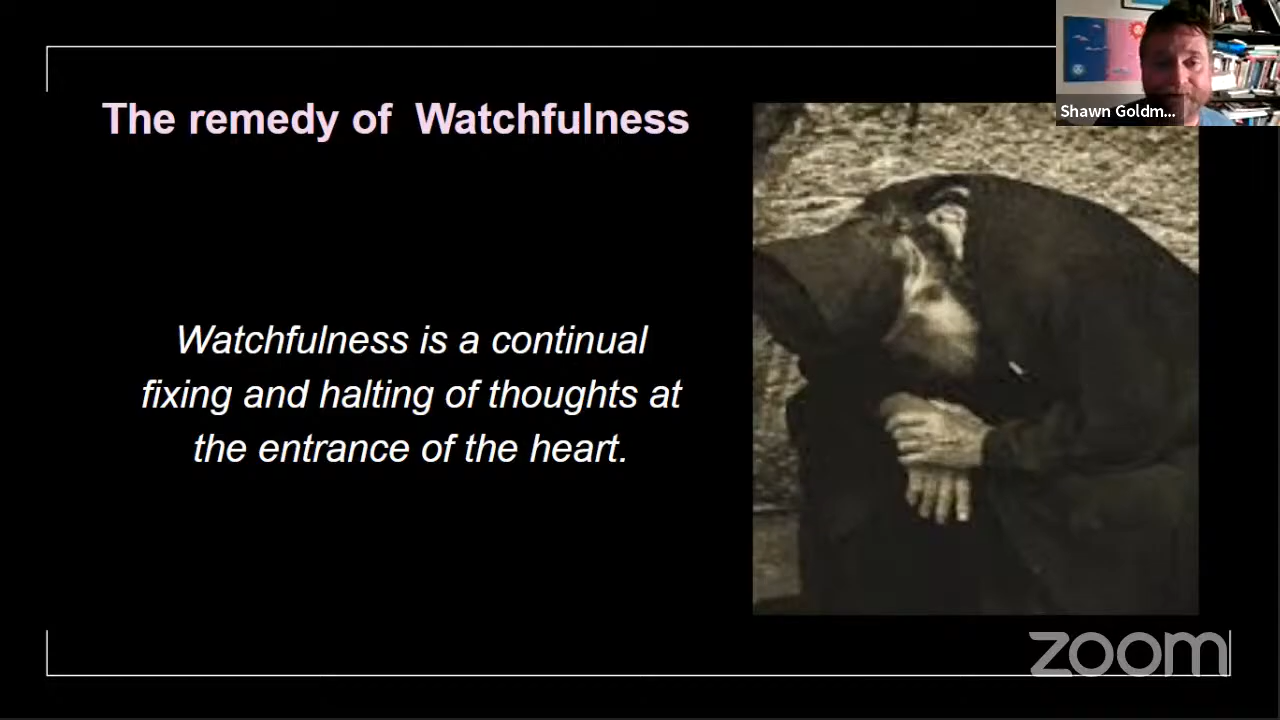 The remedy of  Watchfulness
Watchfulness is a continual
fixing and halting of thoughts at
the entrance of the heart.
Shawn Goldm...
zoom